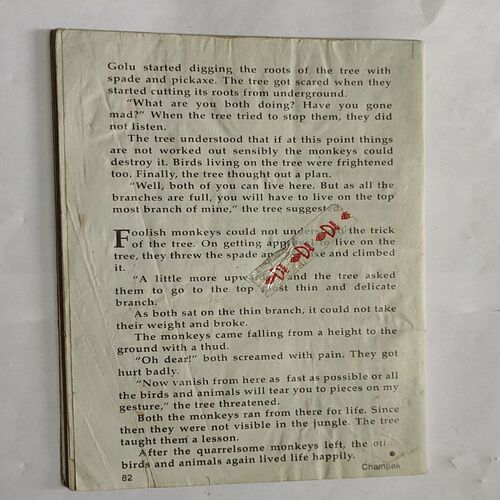 Golu started digging the roots of the tree with
spade and pickaxe. The tree got scared when they
started cutting its roots from underground.
"What are you both doing? Have you gone
mad?" When the tree tried to stop them, they did
not listen.
The tree understood that if at this point things
are not worked out sensibly the monkeys could
destroy it. Birds living on the tree were frightened
too. Finally, the tree thought out a plan.
"Well, both of you can live here. But as all the
branches are full, you will have to live on the top
most branch of mine," the tree suggested.
Foolish monkeys could not the trick
of the tree. On getting to live on the
tree, they threw the spade and climbed
it.
"A little more and the tree asked
them to go to the top most thin and delicate
branch.
As both sat on the thin branch, it could not take
their weight and broke.
The monkeys came falling from a height to the
ground with a thud.
"Oh dear!" both screamed with pain. They got
hurt badly.
"Now vanish from here as fast as possible or all
the birds and animals will tear you to pieces on my
gesture," the tree threatened.
Both the monkeys ran from there for life. Since
then they were not visible in the jungle. The tree
taught them a lesson.
After the quarrelsome monkeys left, the
birds and animals again lived life happily.
82
Champak